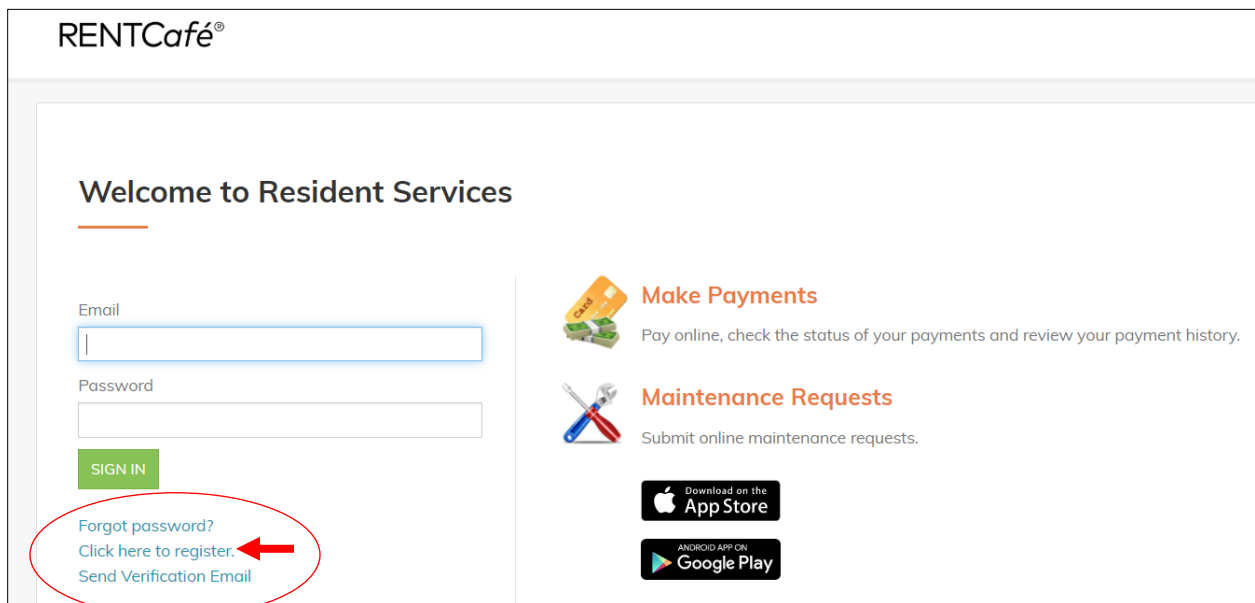 RENTCafé®
Welcome to Resident Services
Email
Password
SIGN IN
Forgot password?
Click here to register.
Send Verification Email
Card
Make Payments
Pay online, check the status of your payments and review your payment history.
Maintenance Requests
Submit online maintenance requests.
Download on the
App Store
ANDROID APP ON
Google Play